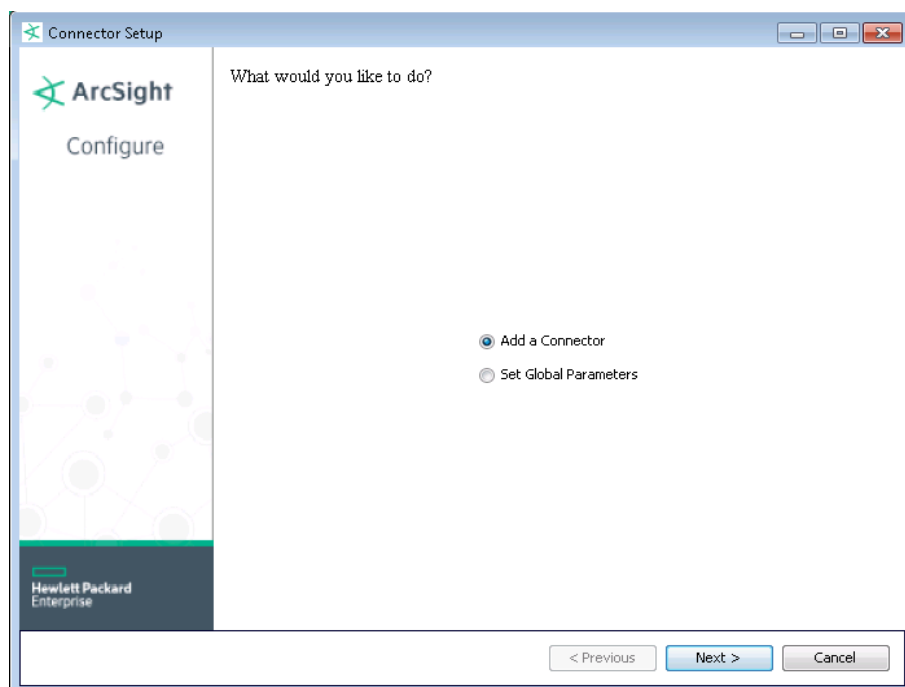 Connector Setup
ArcSight
Configure
What would you like to do?
Add a Connector
Set Global Parameters
Hewlett Packard
Enterprise
< Previous
Next >
Cancel